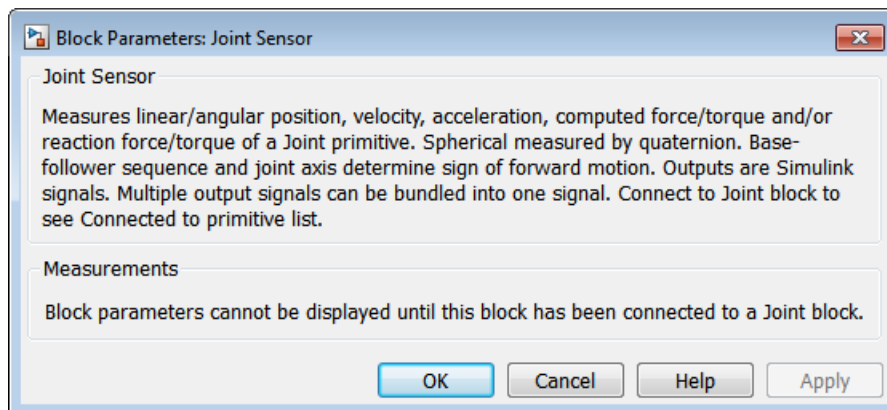 Block Parameters: Joint Sensor
Joint Sensor
Measures linear/angular position, velocity, acceleration, computed force/torque and/or
reaction force/torque of a Joint primitive. Spherical measured by quaternion. Base-
follower sequence and joint axis determine sign of forward motion. Outputs are Simulink
signals. Multiple output signals can be bundled into one signal. Connect to Joint block to
see Connected to primitive list.
Measurements
Block parameters cannot be displayed until this block has been connected to a Joint block.
OK Cancel Help Apply